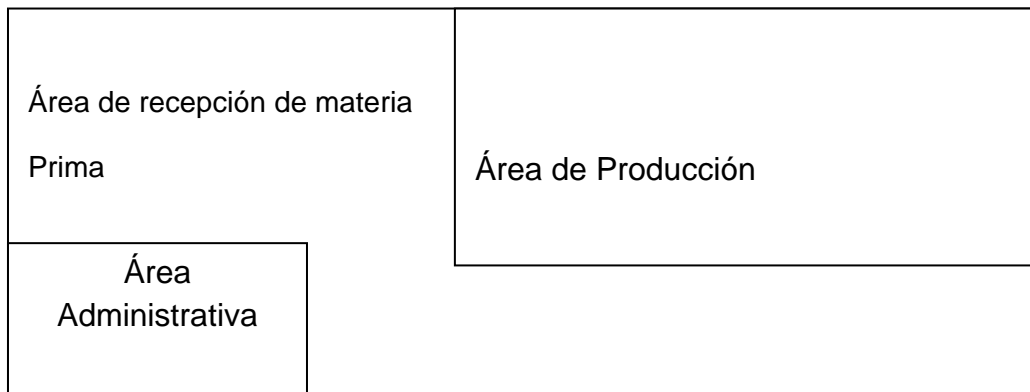 Área de recepción de materia
Prima
Área de Producción
Área
Administrativa